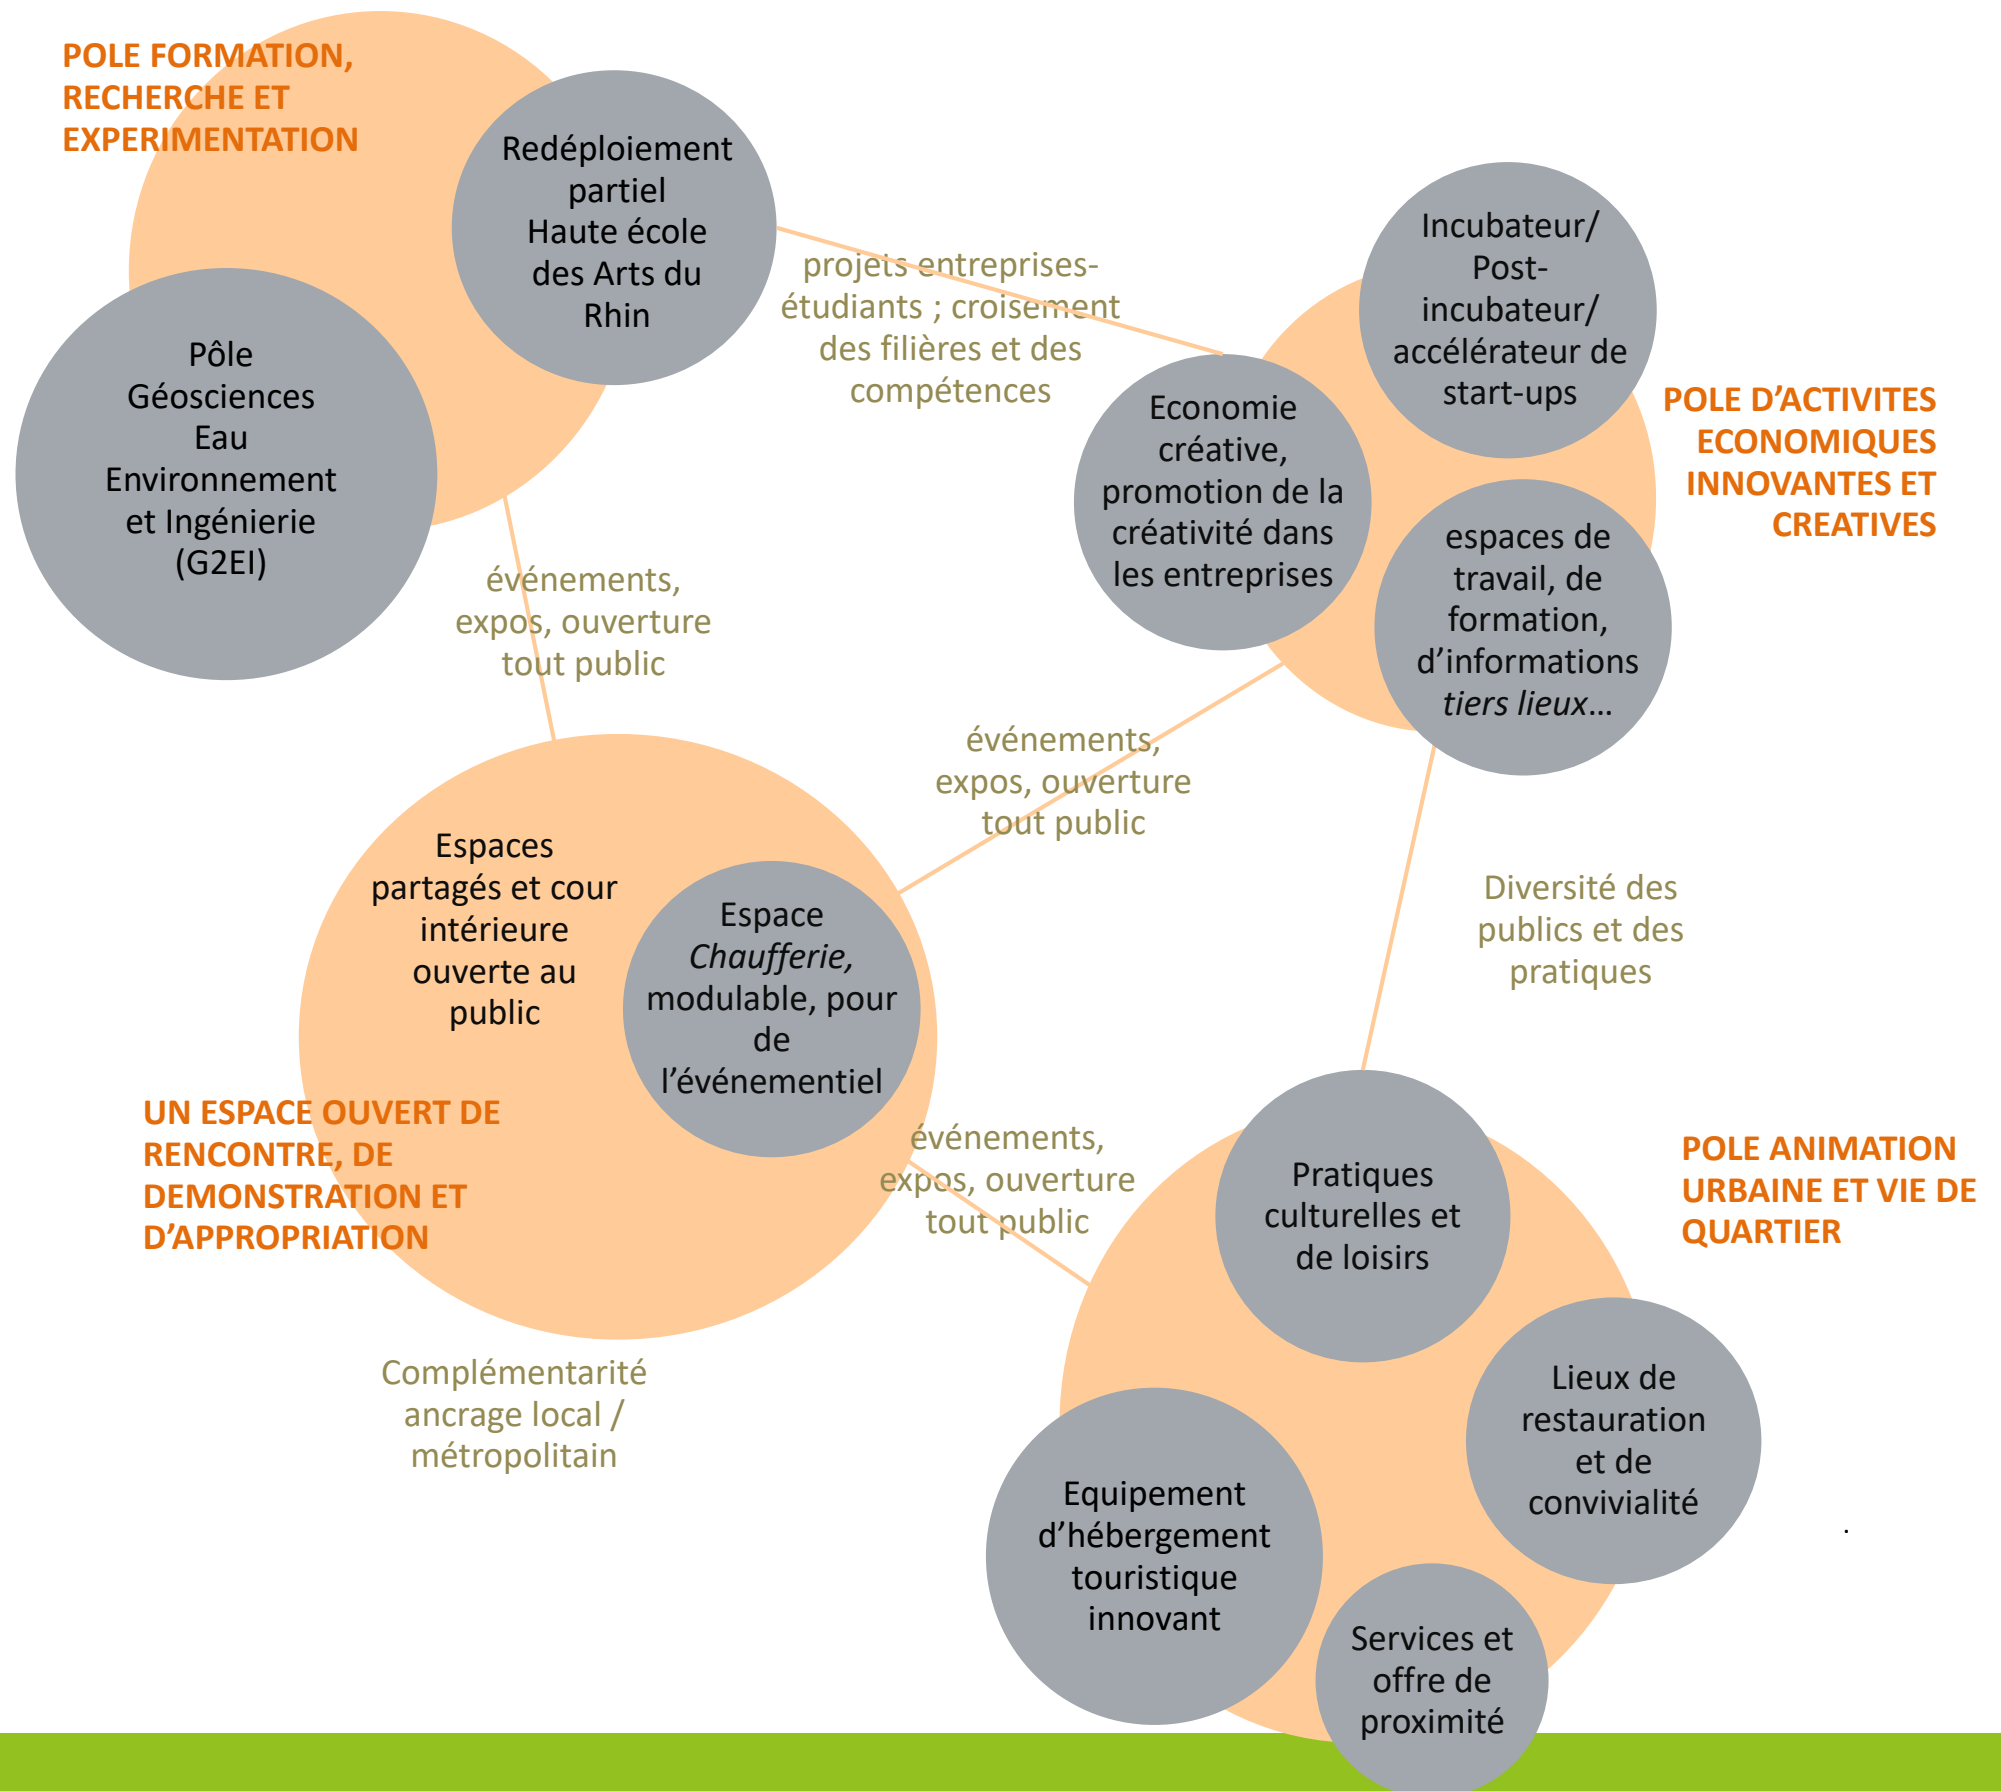 POLE FORMATION,
RECHERCHE ET
EXPERIMENTATION
Redéploiement
partiel
Haute école
des Arts du
Rhin
Pôle
Géosciences
Eau
Environnement
et Ingénierie
(G2EI)
projets entreprises-
étudiants ; croisement
des filières et des
compétences
Incubateur/
Post-
incubateur/
accélérateur de
start-ups
Economie
créative,
promotion de la
créativité dans
les entreprises
POLE D’ACTIVITES
ECONOMIQUES
INNOVANTES ET
CREATIVES
espaces de
travail, de
formation,
d’informations
tiers lieux…
événements,
expos, ouverture
tout public
événements,
expos, ouverture
tout public
Espaces
partagés et cour
intérieure
ouverte au
public
Espace
Chaufferie,
modulable, pour
de
l’événementiel
Diversité des
publics et des
pratiques
UN ESPACE OUVERT DE
RENCONTRE, DE
DEMONSTRATION ET
D’APPROPRIATION
événements,
expos, ouverture
tout public
Pratiques
culturelles et
de loisirs
POLE ANIMATION
URBAINE ET VIE DE
QUARTIER
Complémentarité
ancrage local /
métropolitain
Lieux de
restauration
et de
convivialité
Equipement
d’hébergement
touristique
innovant
.
Services et
offre de
proximité